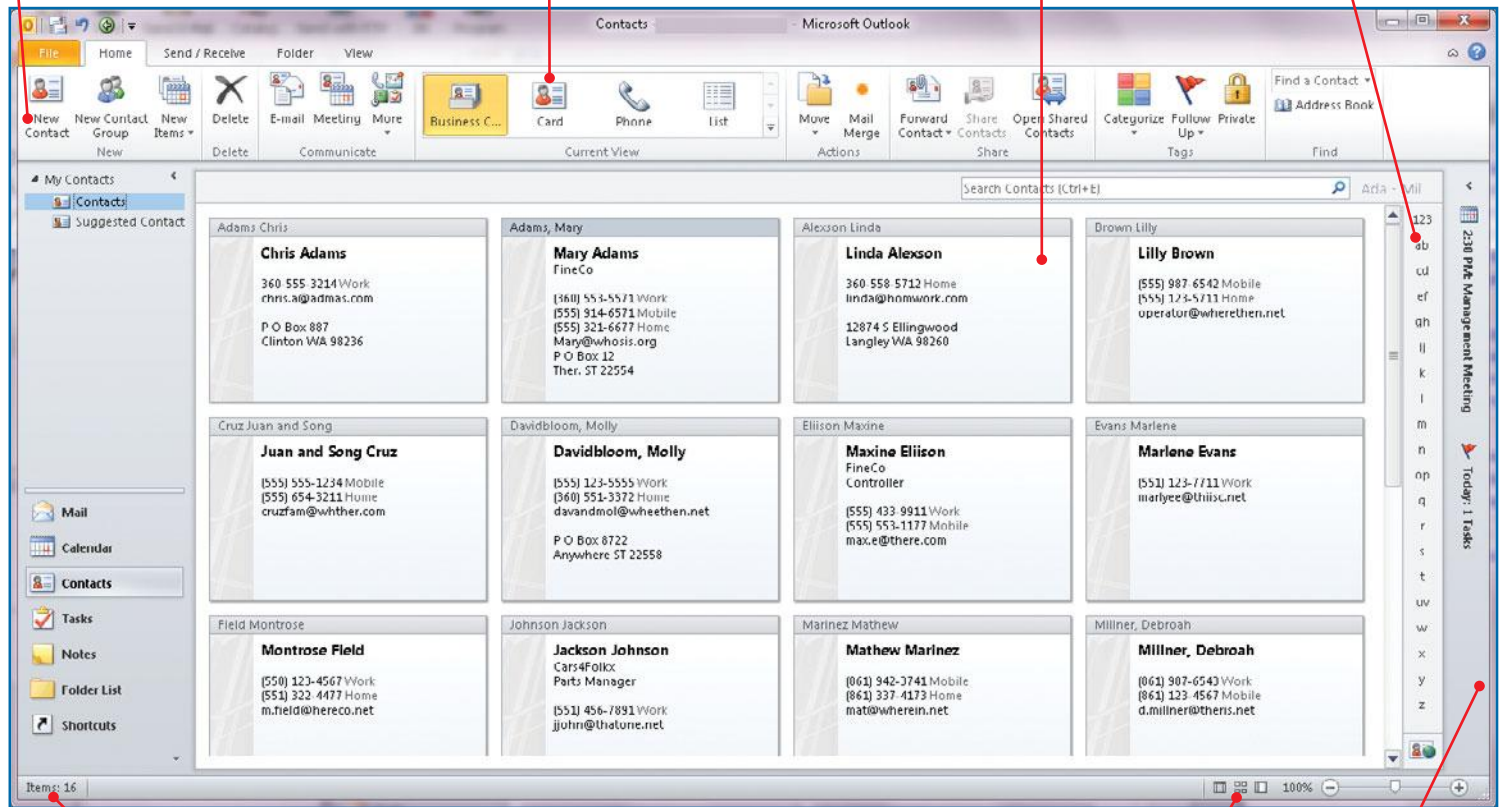 Contacts - - Microsoft Outlook
File Home Send / Receive Folder View
New Contact
New Contact Group
New Items
Delete
E-mail
Meeting
More
Business C...
Card
Phone
List
Move
Mail Merge
Forward Contact
Share Contacts
Open Shared Contacts
Categorize
Follow Up
Private
Find a Contact
Address Book
New Delete Communicate Current View Actions Share Tags Find
My Contacts
Contacts
Suggested Contact
Search Contacts (Ctrl+E)
Ada - Mil
Adams Chris
Chris Adams
360-555-3214 Work
chris.a@admas.com
P O Box 887
Clinton WA 98236
Adams, Mary
Mary Adams
FineCo
(360) 553-5571 Work
(555) 914-6571 Mobile
(555) 321-6677 Home
Mary@whosis.org
P O Box 12
Ther. ST 22554
Alexson Linda
Linda Alexson
360-558-5712 Home
linda@homwork.com
12874 S Ellingwood
Langley WA 98260
Brown Lilly
Lilly Brown
(555) 987-6542 Mobile
(555) 123-5711 Home
operator@wherethen.net
Cruz Juan and Song
Juan and Song Cruz
(555) 555-1234 Mobile
(555) 654-3211 Home
cruzfam@whther.com
Davidbloom, Molly
Davidbloom, Molly
(555) 123-5555 Work
(360) 551-3372 Home
davandmol@wheethen.net
P O Box 8722
Anywhere ST 22558
Eliison Maxine
Maxine Eliison
FineCo
Controller
(555) 433-9911 Work
(555) 553-1177 Mobile
max.e@there.com
Evans Marlene
Marlene Evans
(551) 123-7711 Work
marlyee@thiisc.net
Field Montrose
Montrose Field
(550) 123-4567 Work
(551) 322-4477 Home
m.field@hereco.net
Johnson Jackson
Jackson Johnson
Cars4Folkx
Parts Manager
(551) 456-7891 Work
jjohn@thatone.net
Marinez Mathew
Mathew Marinez
(861) 942-3741 Mobile
(861) 337-4173 Home
mat@wherein.net
Millner, Debroah
Millner, Debroah
(861) 987-6543 Work
(861) 123-4567 Mobile
d.millner@theris.net
123
ab
cd
ef
gh
ij
k
l
m
n
op
q
r
s
t
uv
w
x
y
z
2:30 PM: Management Meeting
Today: 1 Tasks
Mail
Calendar
Contacts
Tasks
Notes
Folder List
Shortcuts
Items: 16
100%